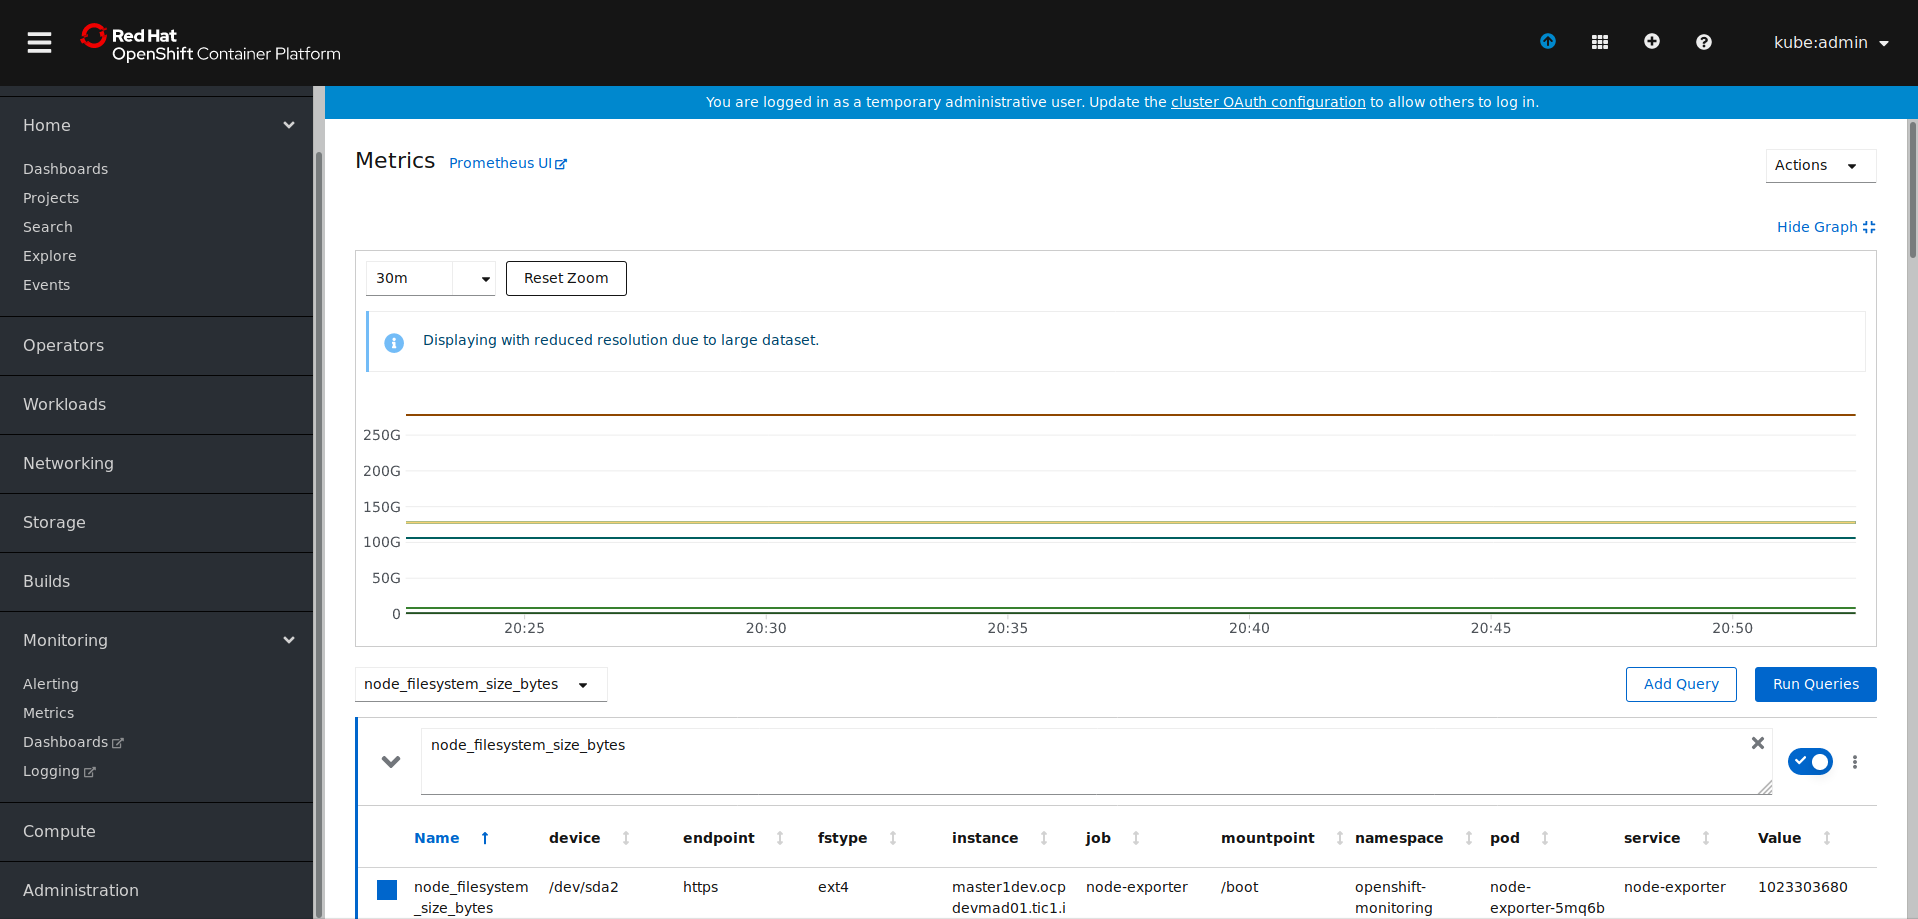 Red Hat
OpenShift Container Platform
kube:admin
You are logged in as a temporary administrative user. Update the cluster OAuth configuration to allow others to log in.
Home
Dashboards
Projects
Search
Explore
Events
Operators
Workloads
Networking
Storage
Builds
Monitoring
Alerting
Metrics
Dashboards
Logging
Compute
Administration
Metrics
Prometheus UI
Actions
Hide Graph
30m
Reset Zoom
Displaying with reduced resolution due to large dataset.
250G
200G
150G
100G
50G
0
20:25 20:30 20:35 20:40 20:45 20:50
node_filesystem_size_bytes
Add Query
Run Queries
node_filesystem_size_bytes
Name device endpoint fstype instance job mountpoint namespace pod service Value
node_filesystem /dev/sda2 https ext4 master1dev.ocp node-exporter /boot openshift- node- node-exporter 1023303680
_size_bytes devmad01.tic1.i monitoring exporter-5mq6b